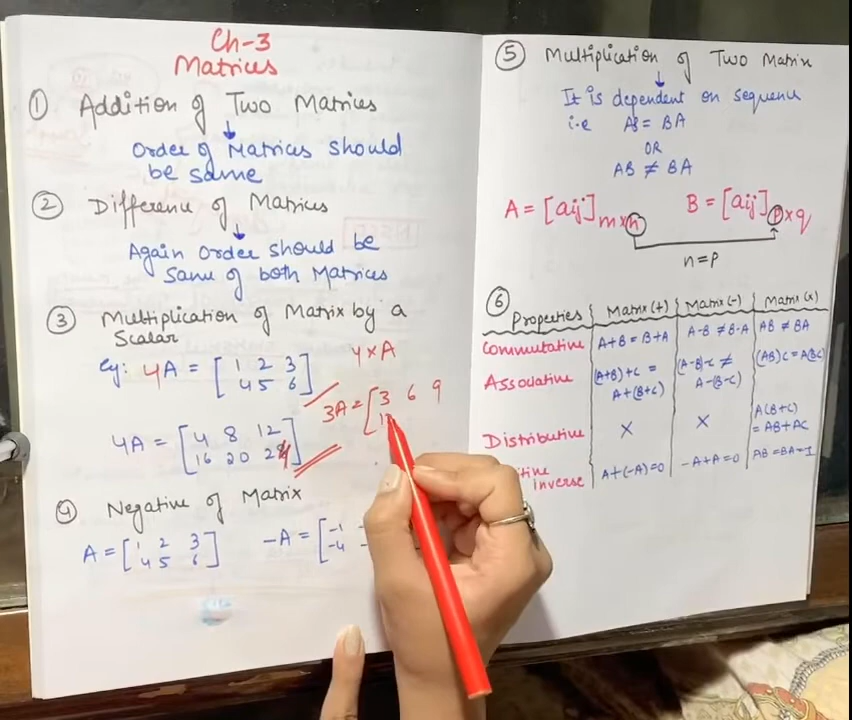 Ch-3
Matrices
① Addition of Two Matrices
↓
Order of Matrices should
be same
② Difference of Matrices
↓
Again Order should be
Same of both Matrices
③ Multiplication of Matrix by a
Scalar
4×A
eg: 4A = [1 2 3
4 5 6]
3A = [3 6 9
4A = [4 8 12
16 20 24]
④ Negative of Matrix
A = [1 2 3
4 5 6]
-A = [-1
-4
⑤ Multiplication of Two Matrix
↓
It is dependent on sequence
i.e AB = BA
OR
AB ≠ BA
A = [aij] m×n B = [aij] p×q
n=p
⑥ Properties Matrix (+) Matrix (-) Matrix (x)
Commutative A+B = B+A A-B ≠ B-A AB ≠ BA
Associative (A+B)+C = A+(B+C) (A-B)-C ≠ A-(B-C) (AB)C = A(BC)
Distributive × × A(B+C) = AB+AC
itive inverse A+(-A)=0 -A+A=0 AB=BA=I